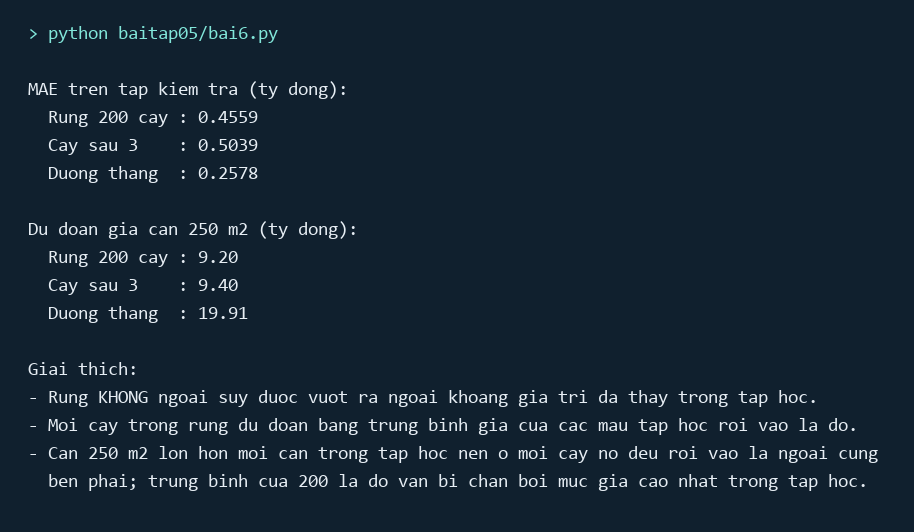 > python baitap05/bai6.py
MAE tren tap kiem tra (ty dong):
Rung 200 cay : 0.4559
Cay sau 3    : 0.5039
Duong thang  : 0.2578
Du doan gia can 250 m2 (ty dong):
Rung 200 cay : 9.20
Cay sau 3    : 9.40
Duong thang  : 19.91
Giai thich:
- Rung KHONG ngoai suy duoc vuot ra ngoai khoang gia tri da thay trong tap hoc.
- Moi cay trong rung du doan bang trung binh gia cua cac mau tap hoc roi vao la do.
- Can 250 m2 lon hon moi can trong tap hoc nen o moi cay no deu roi vao la ngoai cung
ben phai; trung binh cua 200 la do van bi chan boi muc gia cao nhat trong tap hoc.